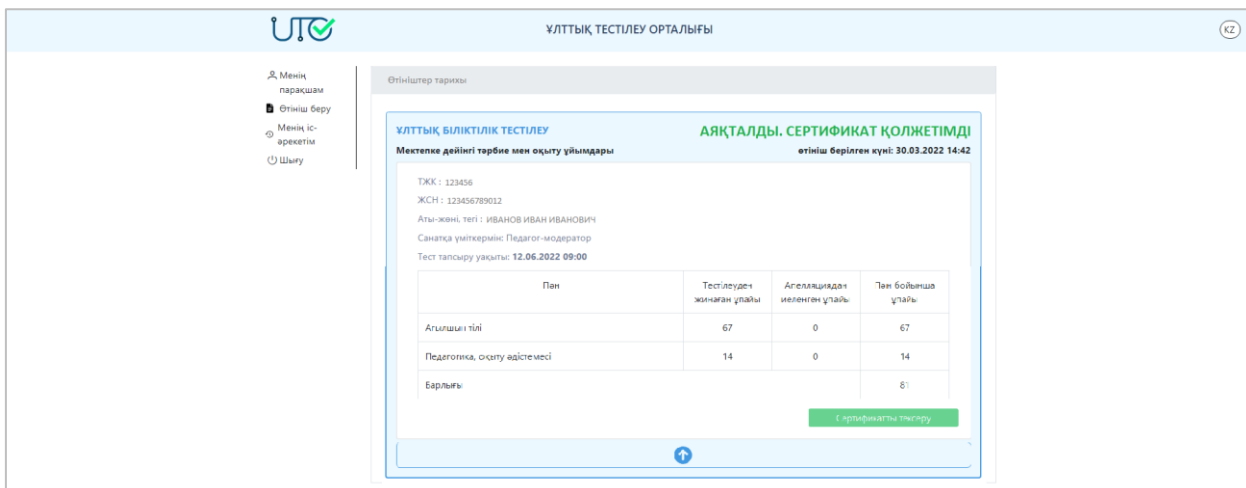 UTO
ҰЛТТЫҚ ТЕСТІЛЕУ ОРТАЛЫҒЫ
KZ
Менің
парақшам
Өтініш беру
Менің іс-
әрекетім
Шығу
Өтініштер тарихы
ҰЛТТЫҚ БІЛІКТІЛІК ТЕСТІЛЕУ
АЯҚТАЛДЫ. СЕРТИФИКАТ ҚОЛЖЕТІМДІ
Мектепке дейінгі тәрбие мен оқыту ұйымдары
өтініш берілген күні: 30.03.2022 14:42
ТЖК : 123456
ЖСН : 123456789012
Аты-жөні, тегі : ИВАНОВ ИВАН ИВАНОВИЧ
Санатқа үміткермін: Педагог-модератор
Тест тапсыру уақыты: 12.06.2022 09:00
Пән
Тестілеуден
жинаған ұпайы
Апелляциядан
иеленген ұпайы
Пән бойынша
ұпайы
Ағылшын тілі
67
0
67
Педагогика, оқыту әдістемесі
14
0
14
Барлығы
81
Сертификатты тексеру